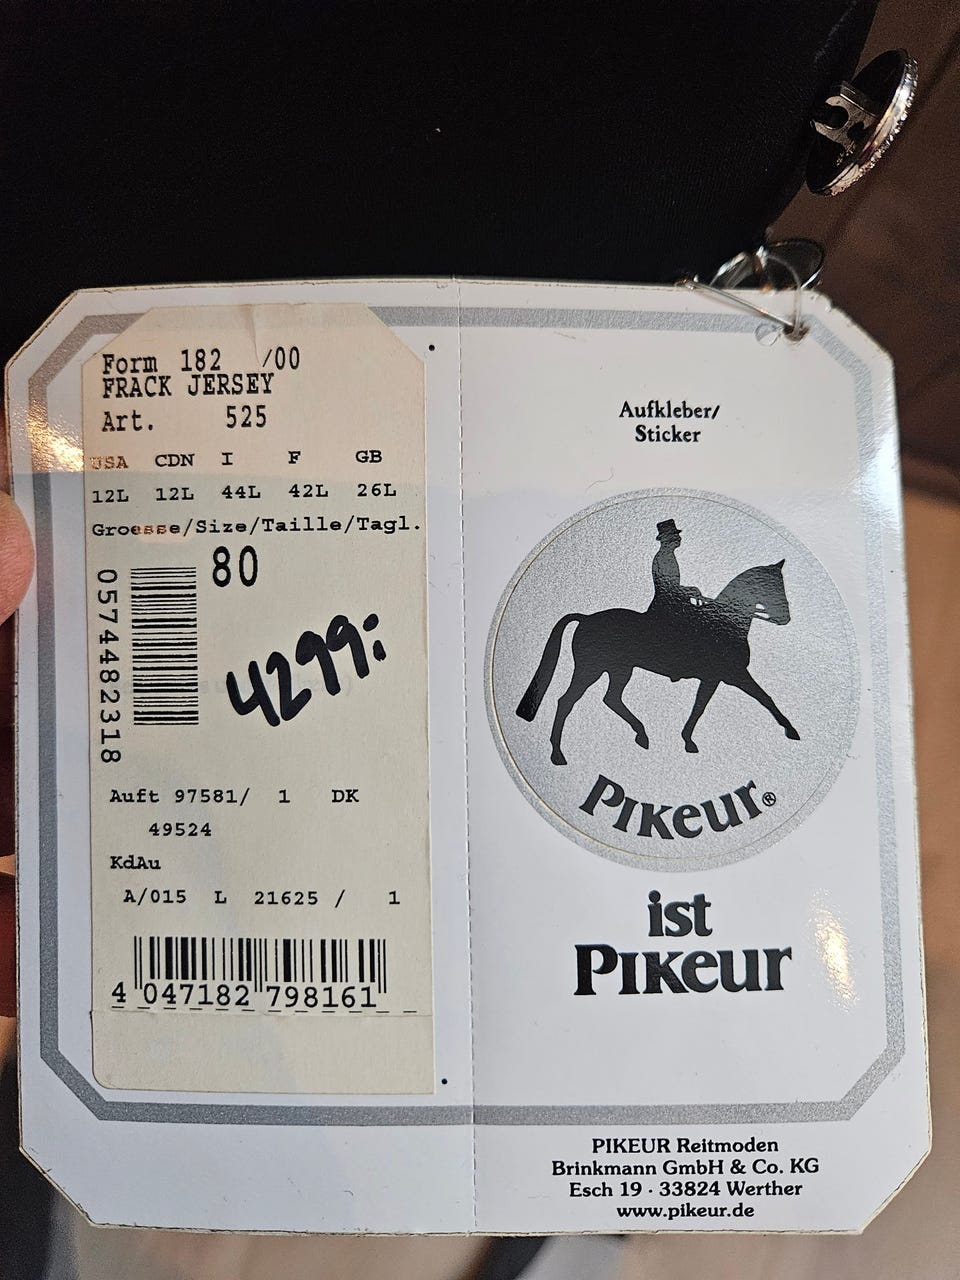 Form 182 /00
FRACK JERSEY
Art. 525
USA CDN I F GB
12L 12L 44L 42L 26L
Groesse/Size/Taille/Tagl.
80
0574482318
4299:
Auft 97581/ 1 DK
49524
KdAu
A/015 L 21625 / 1
4 047182 798161
Aufkleber/
Sticker
PIKEUR®
ist
PIKEUR
PIKEUR Reitmoden
Brinkmann GmbH & Co. KG
Esch 19 · 33824 Werther
www.pikeur.de